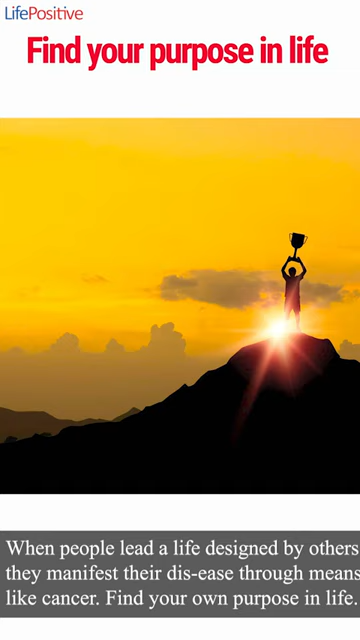 LifePositive
Find your purpose in life
When people lead a life designed by others
they manifest their dis-ease through means
like cancer. Find your own purpose in life.